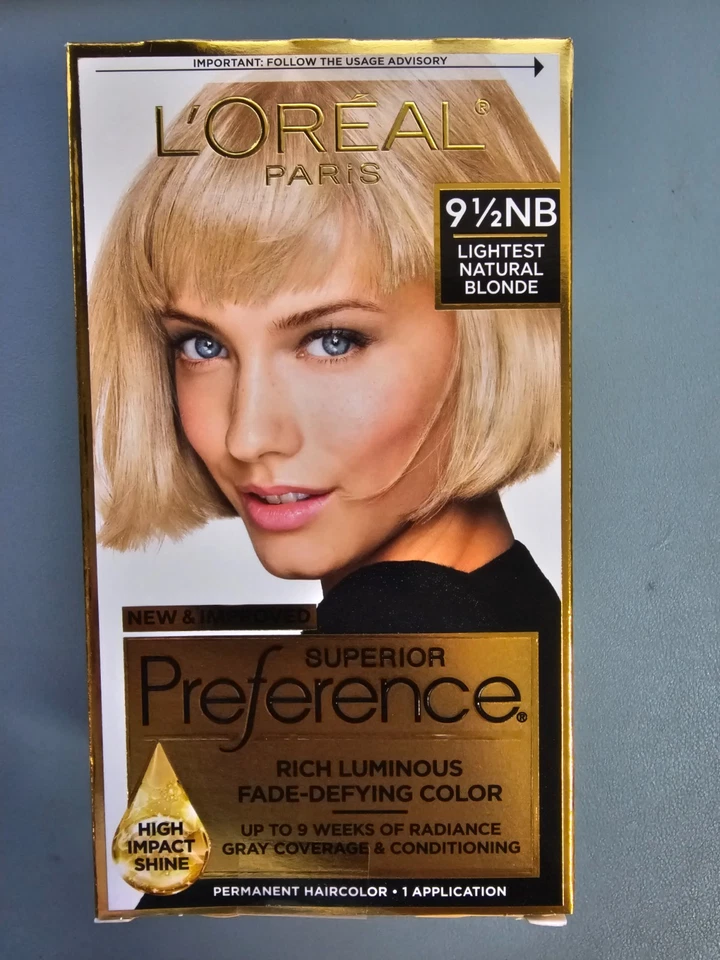 IMPORTANT: FOLLOW THE USAGE ADVISORY
L'ORÉAL®
PARiS
9½NB
LIGHTEST
NATURAL
BLONDE
NEW & IMPROVED
SUPERIOR
Preference®
RICH LUMINOUS
FADE-DEFYING COLOR
UP TO 9 WEEKS OF RADIANCE
GRAY COVERAGE & CONDITIONING
HIGH
IMPACT
SHINE
PERMANENT HAIRCOLOR • 1 APPLICATION